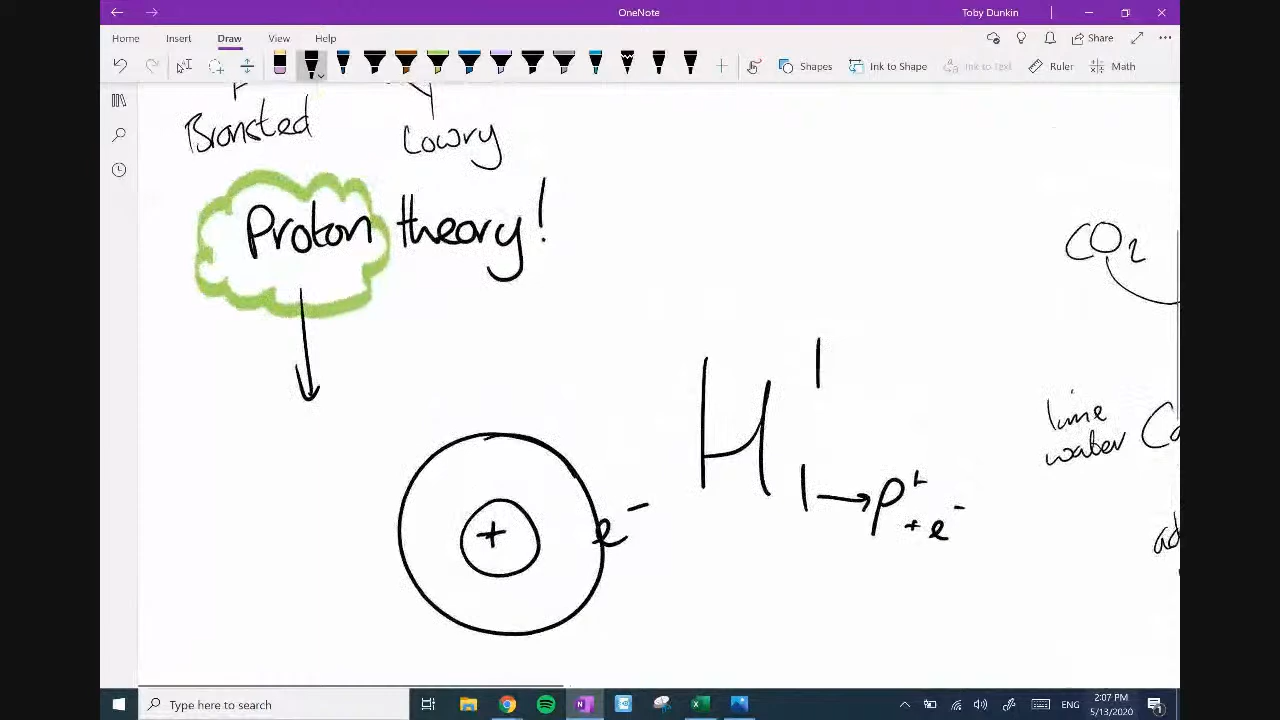 OneNote
Toby Dunkin
Home Insert Draw View Help
Share
Shapes Ink to Shape Ink to Text Ruler Math
Bronsted Lowry
Proton theory!
CO2
H 1
1 → p+
+ e-
+ e-
lime
water Ca
ad
Type here to search
ENG
2:07 PM
5/13/2020